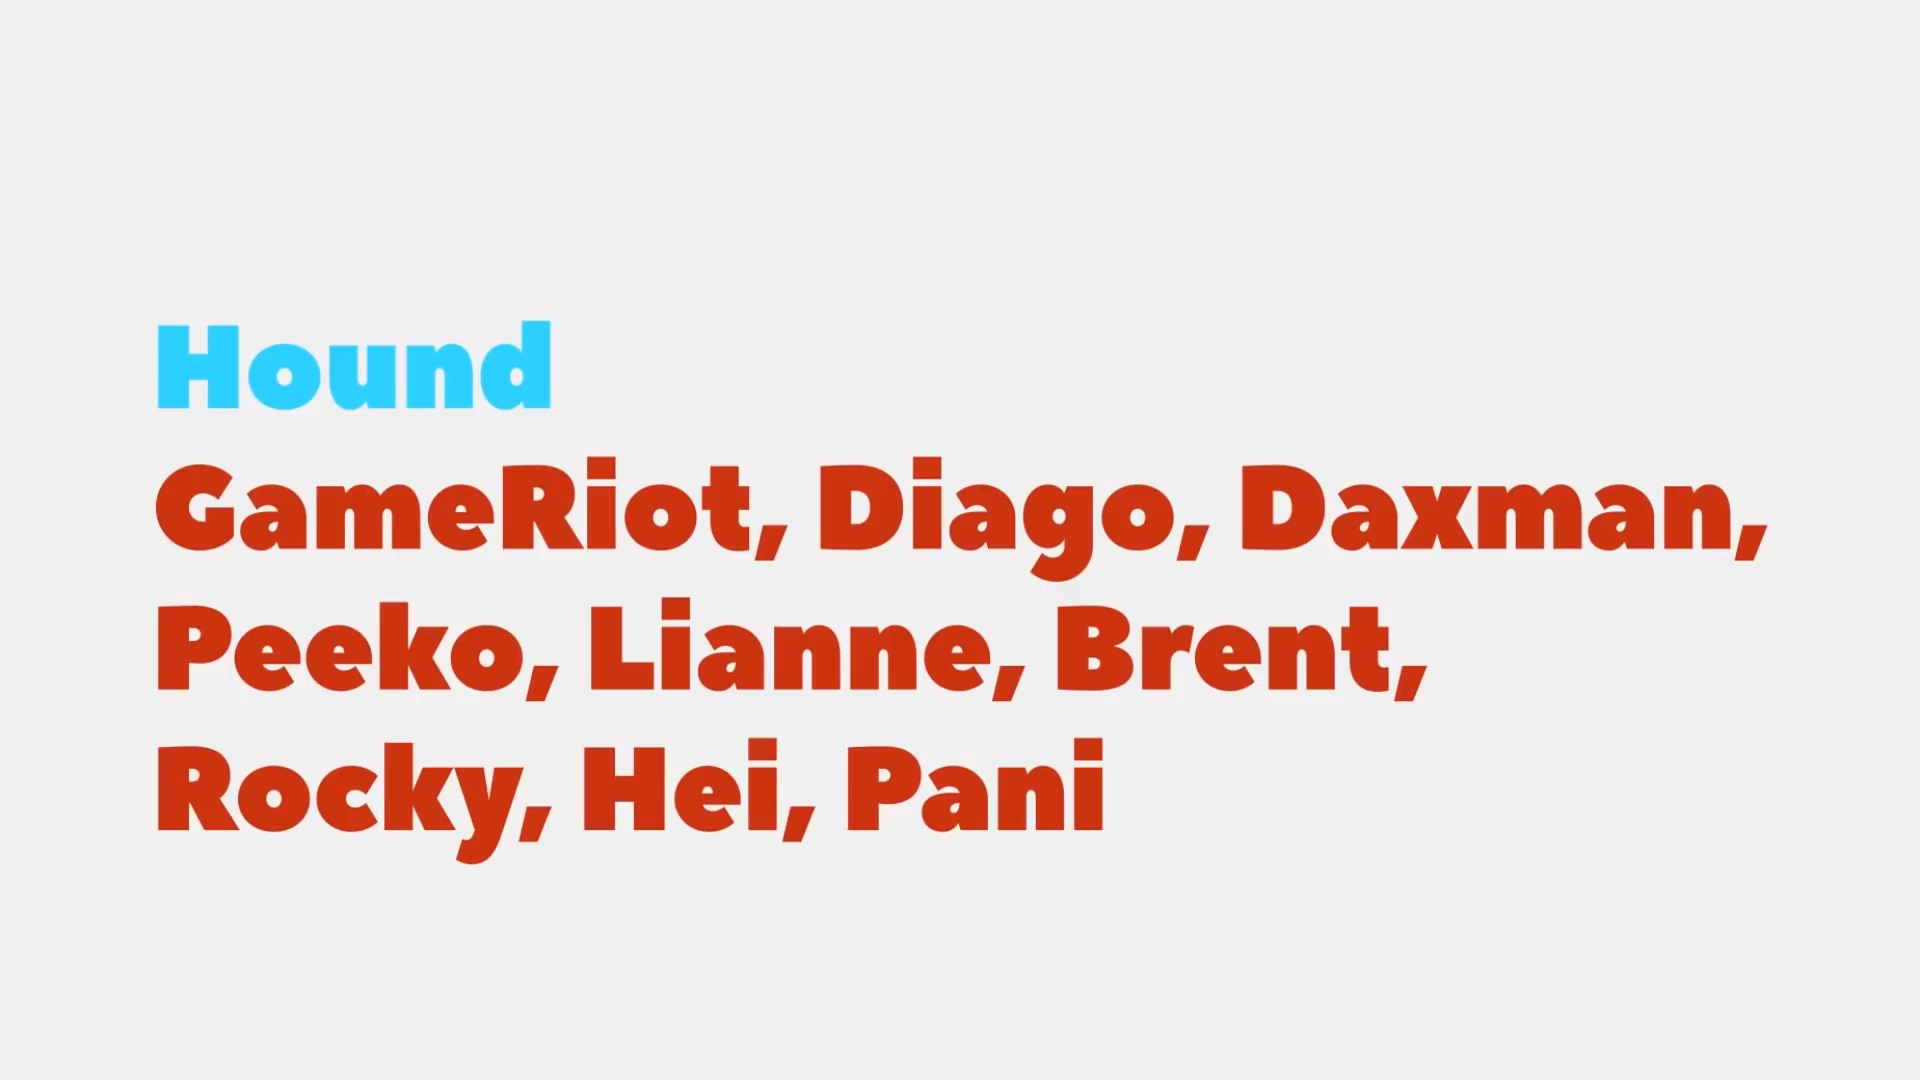 Hound
GameRiot, Diago, Daxman,
Peeko, Lianne, Brent,
Rocky, Hei, Pani